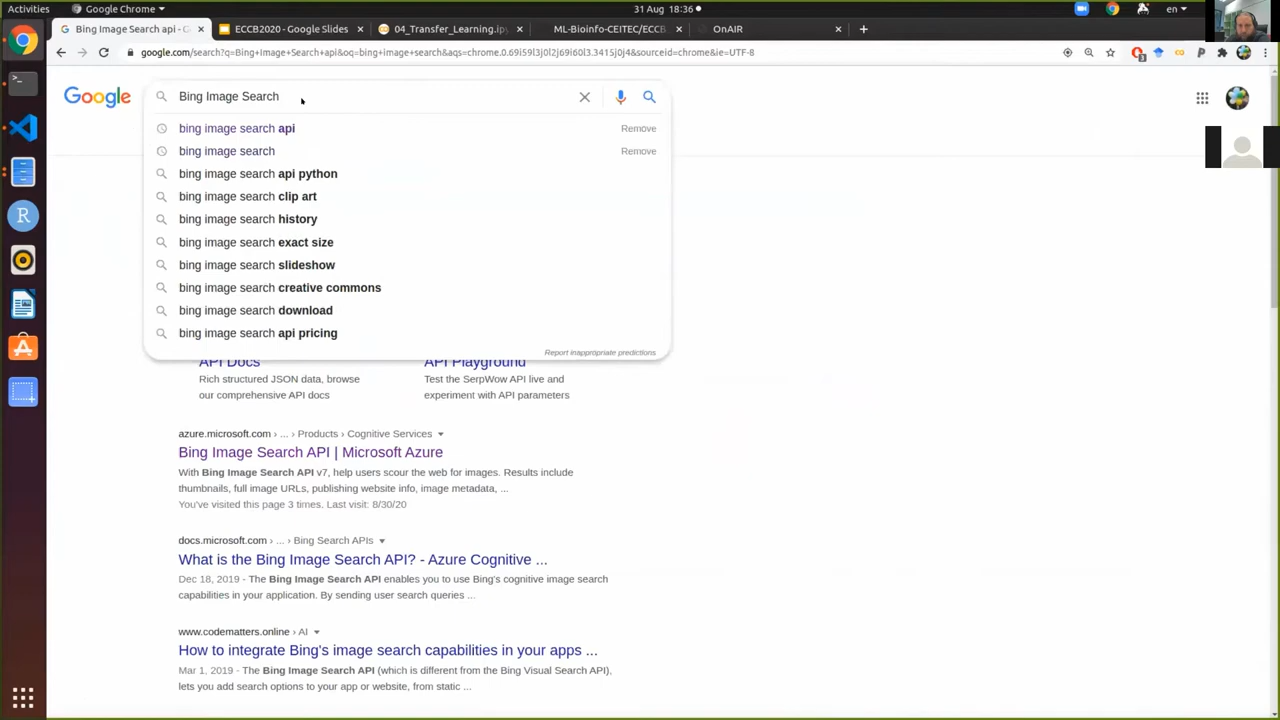 Activities
Google Chrome
31 Aug 18:36
en
Bing Image Search api - G
ECCB2020 - Google Slides
04_Transfer_Learning.ipy
ML-Bioinfo-CEITEC/ECCB
OnAIR
google.com/search?q=Bing+Image+Search+api&oq=bing+image+search&aqs=chrome.0.69i59l3j0l2j69i60l3.3415j0j4&sourceid=chrome&ie=UTF-8
Google
Bing Image Search
bing image search api
Remove
bing image search
Remove
bing image search api python
bing image search clip art
bing image search history
bing image search exact size
bing image search slideshow
bing image search creative commons
bing image search download
bing image search api pricing
Report inappropriate predictions
API Docs
API Playground
Rich structured JSON data, browse
our comprehensive API docs
Test the SerpWow API live and
experiment with API parameters
azure.microsoft.com › ... › Products › Cognitive Services
Bing Image Search API | Microsoft Azure
With Bing Image Search API v7, help users scour the web for images. Results include
thumbnails, full image URLs, publishing website info, image metadata, ...
You've visited this page 3 times. Last visit: 8/30/20
docs.microsoft.com › ... › Bing Search APIs
What is the Bing Image Search API? - Azure Cognitive ...
Dec 18, 2019 - The Bing Image Search API enables you to use Bing's cognitive image search
capabilities in your application. By sending user search queries ...
www.codematters.online › AI
How to integrate Bing's image search capabilities in your apps ...
Mar 1, 2019 - The Bing Image Search API (which is different from the Bing Visual Search API),
lets you add search options to your app or website, from static ...